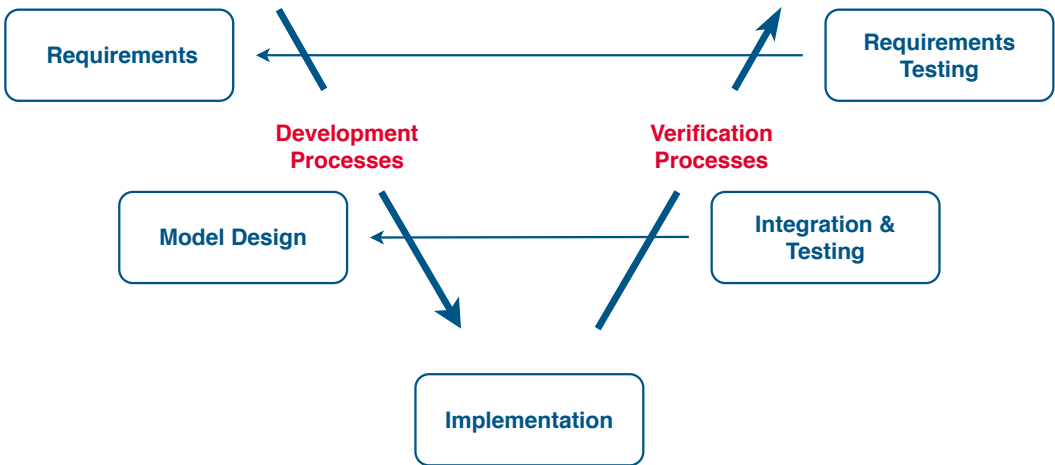 Requirements
Requirements
Testing
Development
Processes
Verification
Processes
Model Design
Integration &
Testing
Implementation